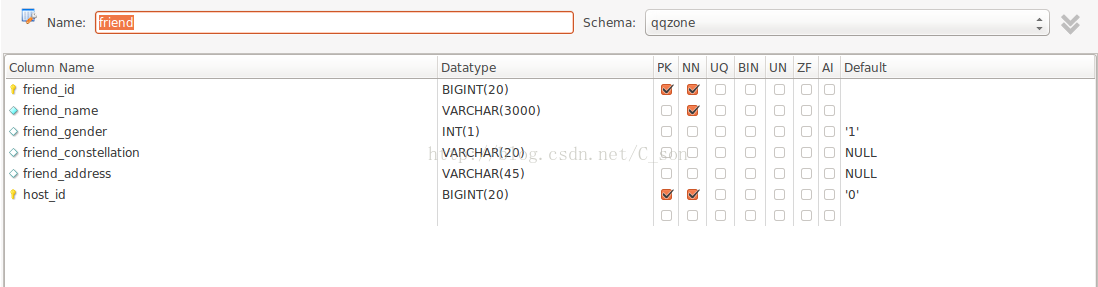 Name: friend Schema: qqzone
Column Name Datatype PK NN UQ BIN UN ZF AI Default
friend_id BIGINT(20)
friend_name VARCHAR(3000)
friend_gender INT(1) '1'
friend_constellation VARCHAR(20) NULL
http://blog.csdn.net/C_son
friend_address VARCHAR(45) NULL
host_id BIGINT(20) '0'